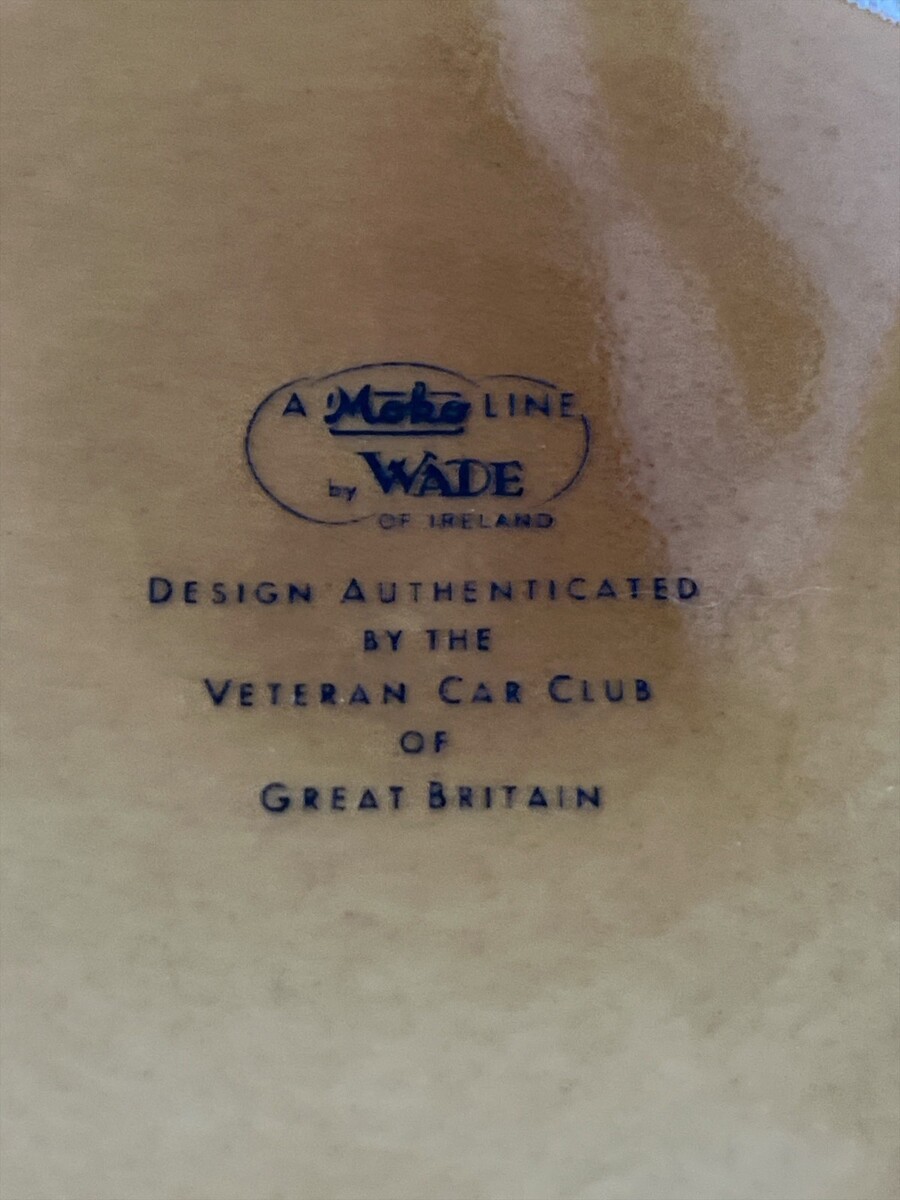 A Moko LINE
by WADE
OF IRELAND
DESIGN AUTHENTICATED
BY THE
VETERAN CAR CLUB
OF
GREAT BRITAIN